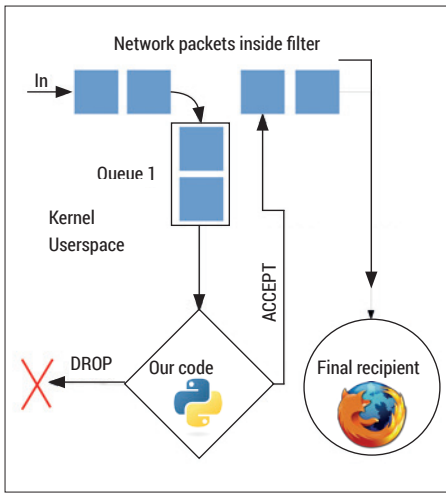 Network packets inside filter
In
Queue 1
Kernel
Userspace
ACCEPT
DROP
Our code
Final recipient